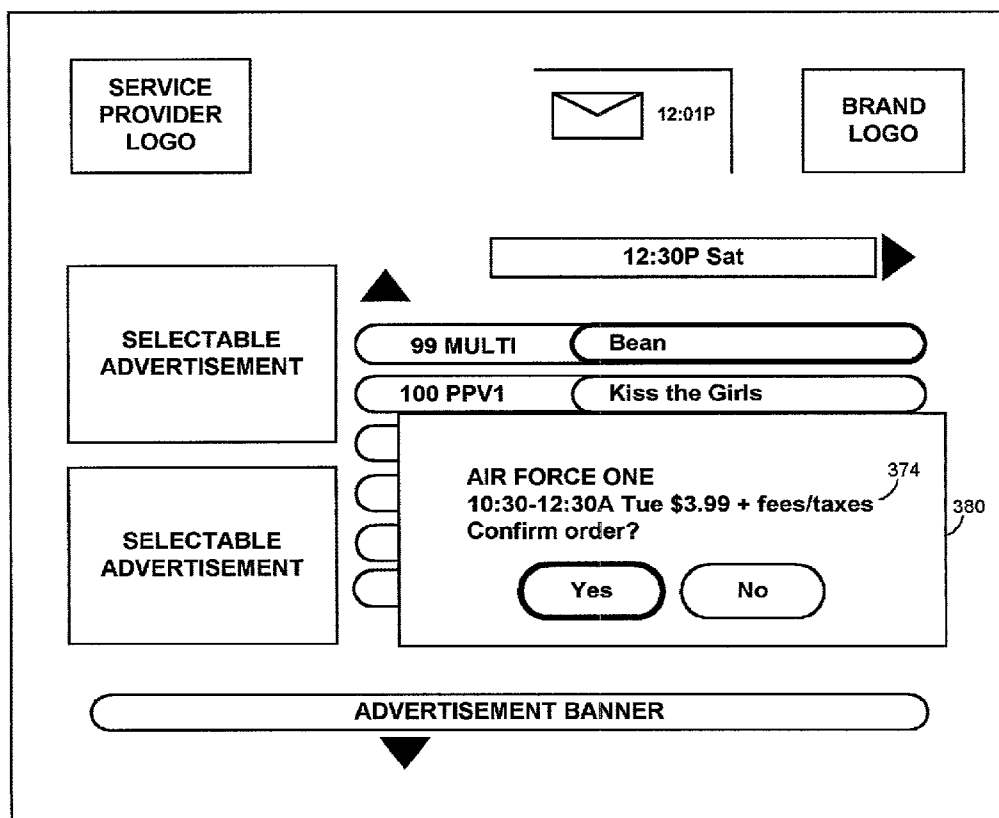 SERVICE
PROVIDER
LOGO
12:01P
BRAND
LOGO
12:30P Sat
SELECTABLE
ADVERTISEMENT
99 MULTI Bean
100 PPV1 Kiss the Girls
AIR FORCE ONE
374
10:30-12:30A Tue $3.99 + fees/taxes
380
Confirm order?
SELECTABLE
ADVERTISEMENT
Yes No
ADVERTISEMENT BANNER